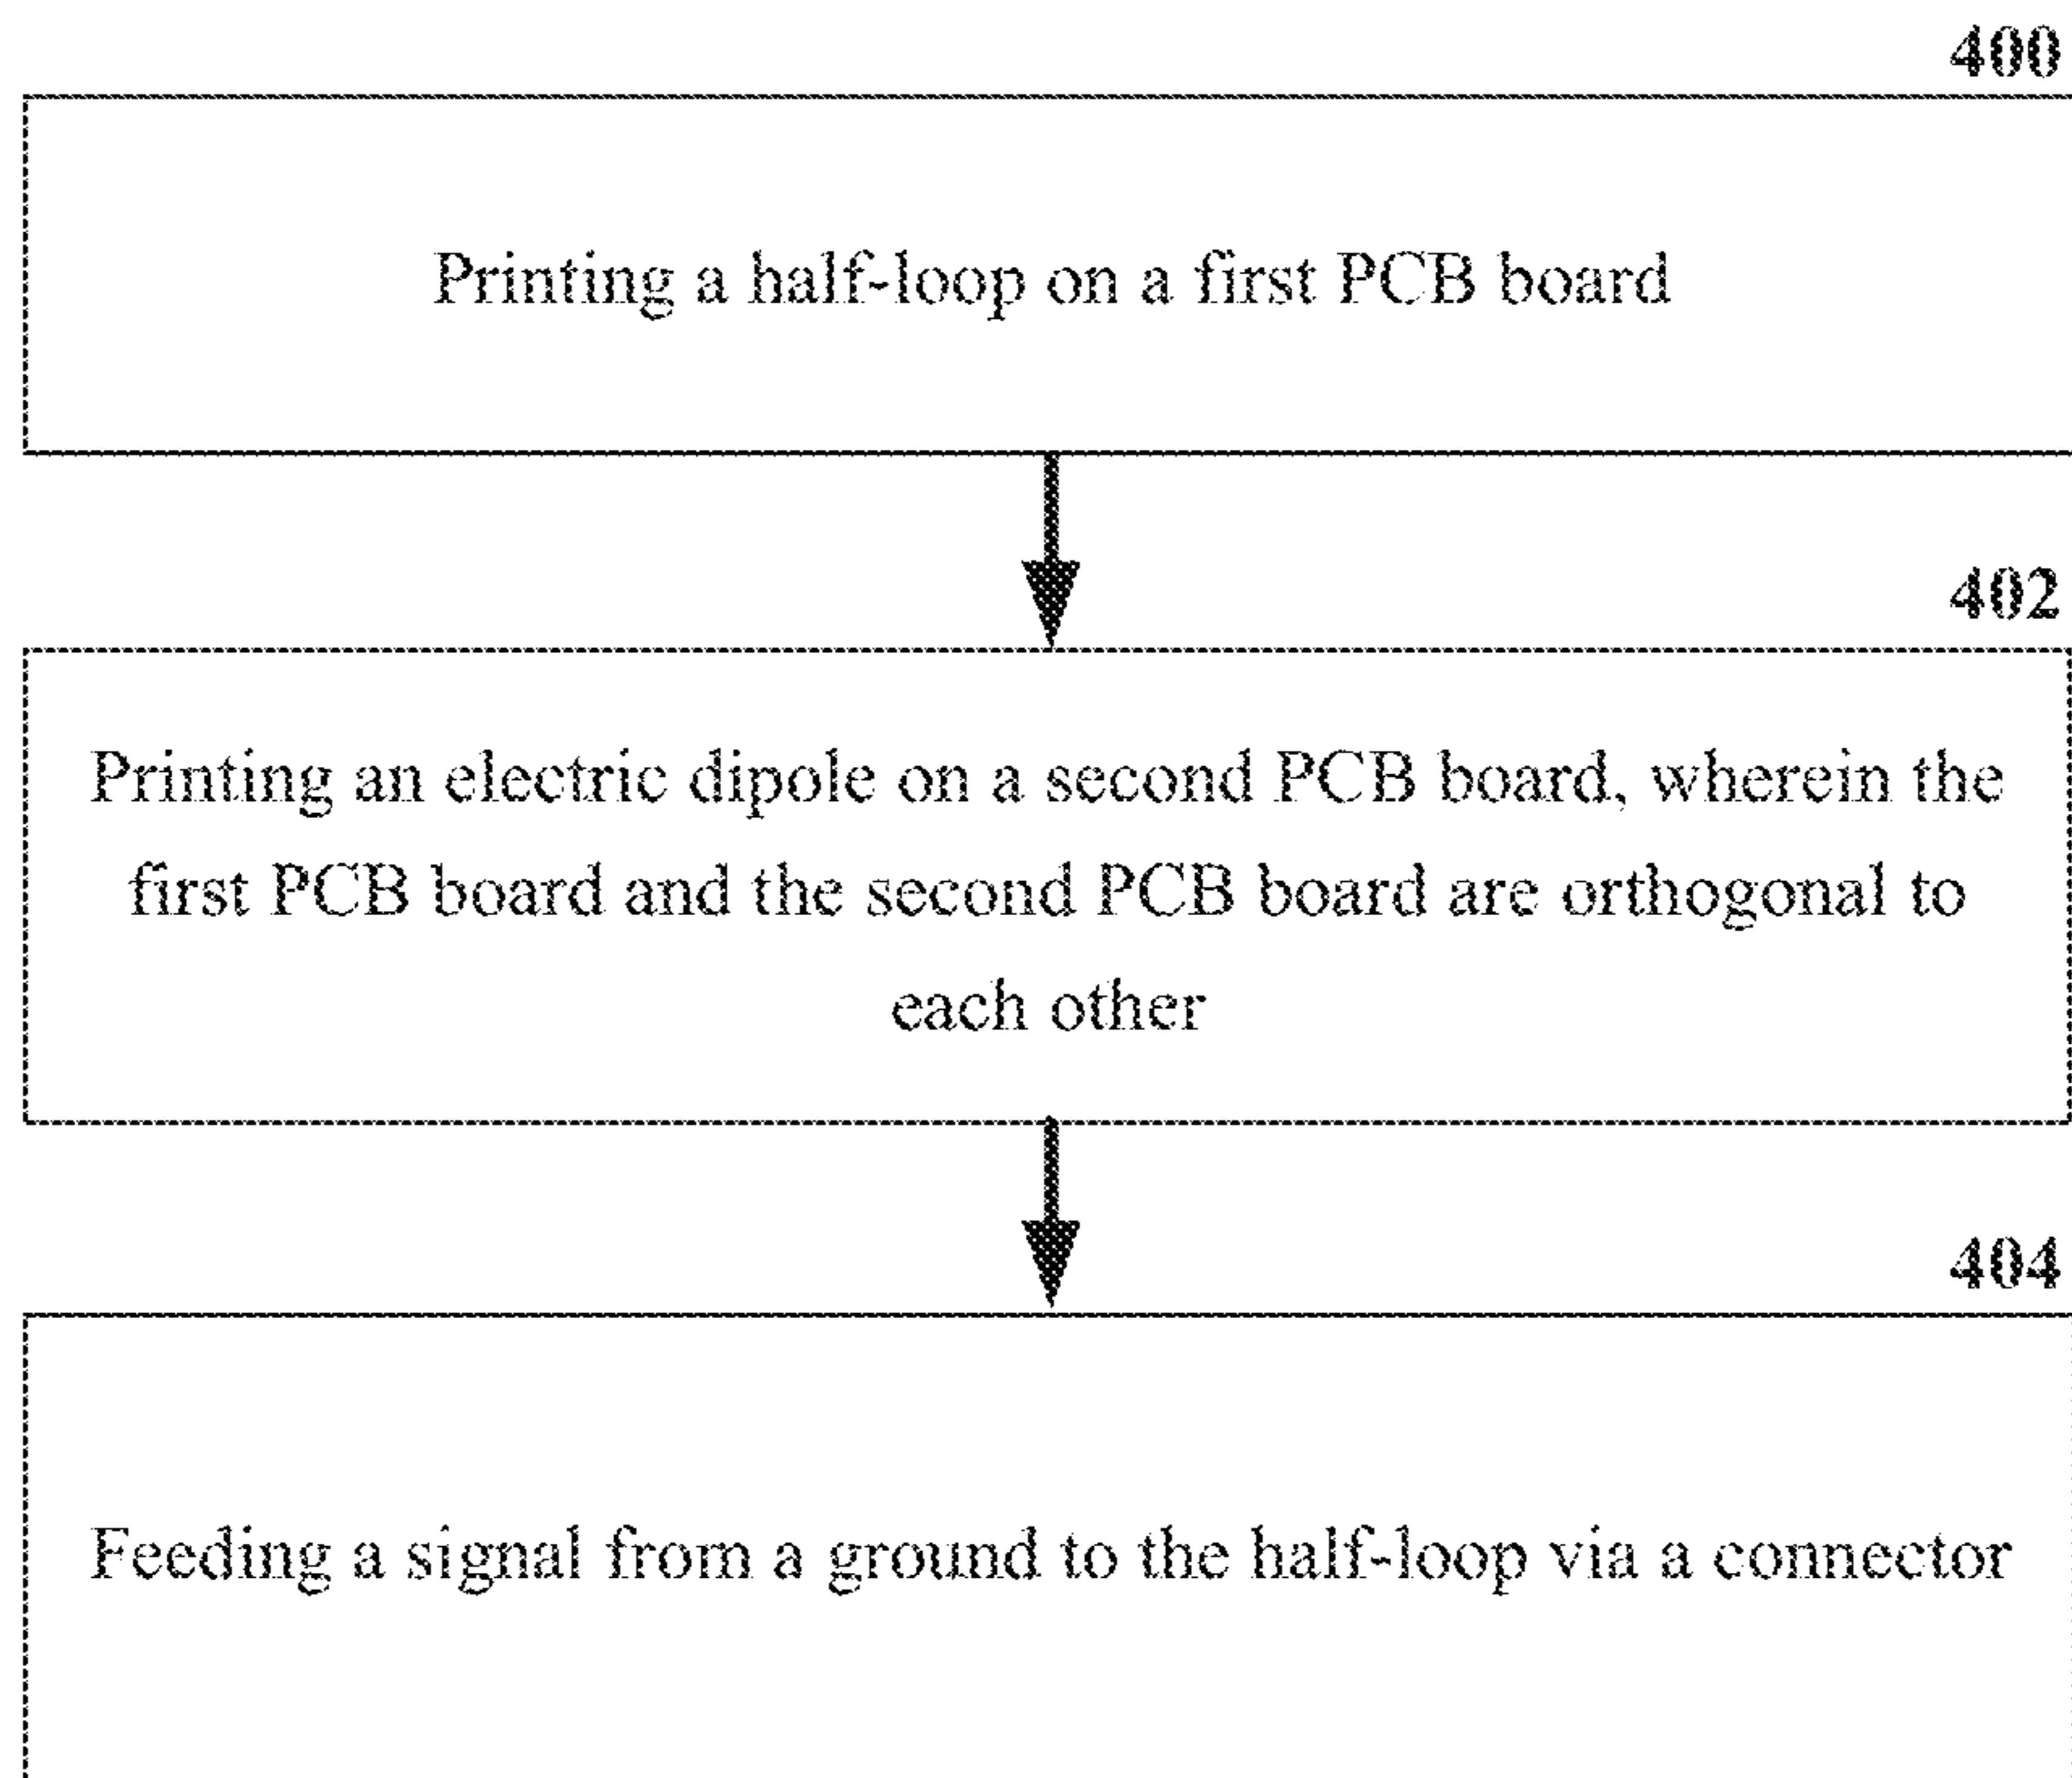 400
Printing a half-loop on a first PCB board
402
Printing an electric dipole on a second PCB board, wherein the
first PCB board and the second PCB board are orthogonal to
each other
404
Feeding a signal from a ground to the half-loop via a connector